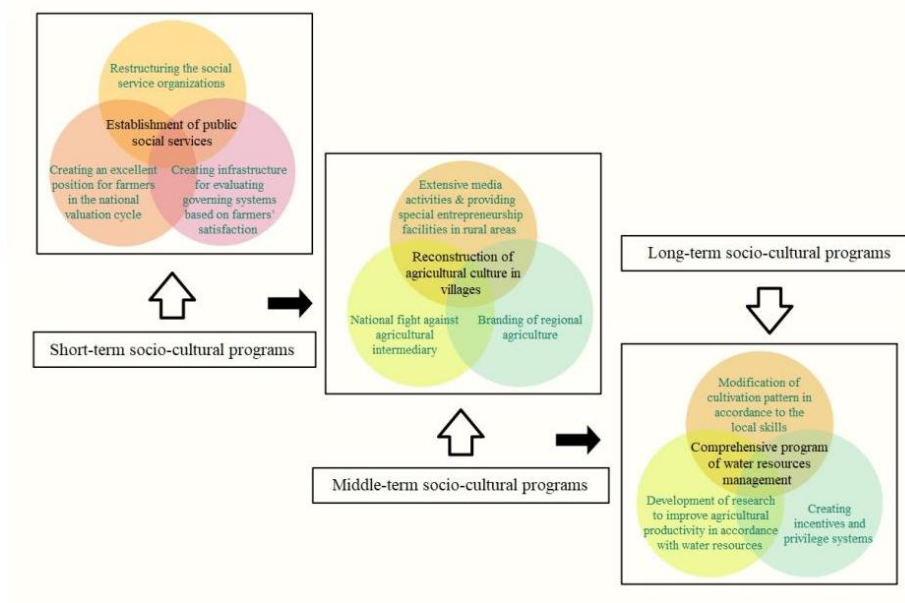 Restructuring the social
service organizations
Establishment of public
social services
Creating an excellent
position for farmers
in the national
valuation cycle
Creating infrastructure
for evaluating
governing systems
based on farmers'
satisfaction
Short-term socio-cultural programs
Extensive media
activities & providing
special entrepreneurship
facilities in rural areas
Reconstruction of
agricultural culture in
villages
National fight against
agricultural
intermediary
Branding of regional
agriculture
Middle-term socio-cultural programs
Long-term socio-cultural programs
Modification of
cultivation pattern in
accordance to the
local skills
Comprehensive program
of water resources
management
Development of research
to improve agricultural
productivity in accordance
with water resources
Creating
incentives and
privilege systems